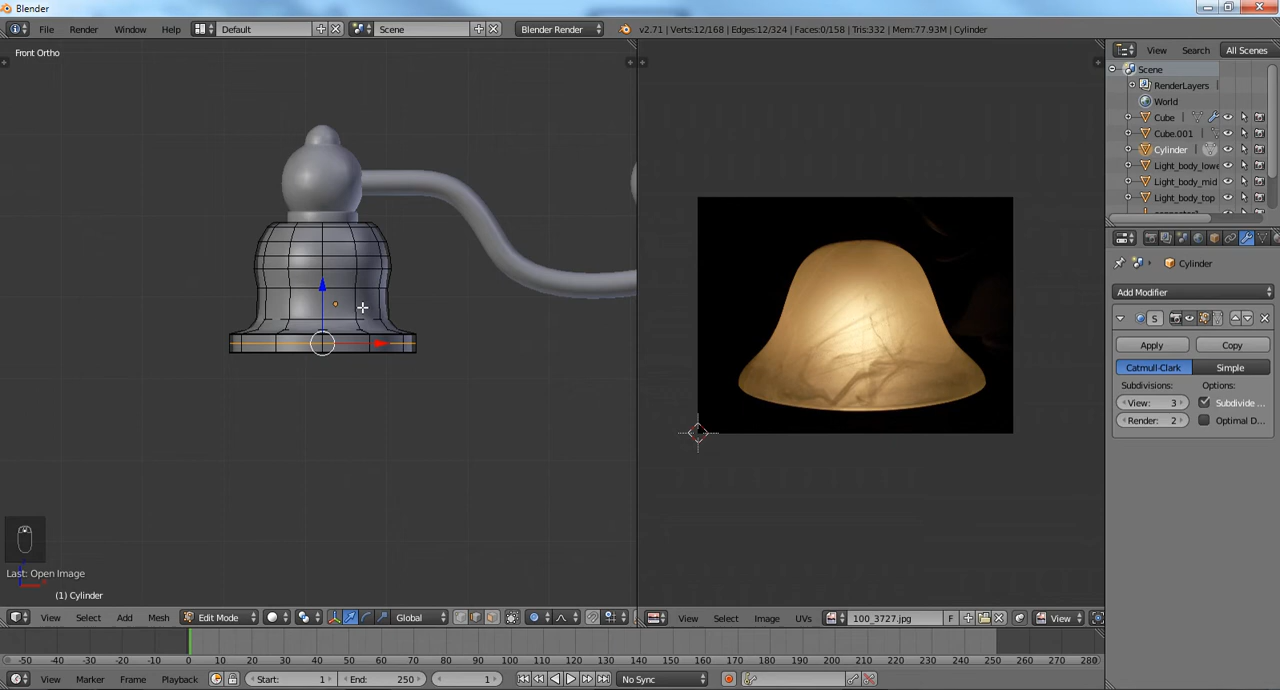 Blender
File Render Window Help Default Scene Blender Render v2.71 | Verts:12/168 | Edges:12/324 | Faces:0/158 | Tris:332 | Mem:77.93M | Cylinder
Front Ortho
View Search All Scenes
Scene
RenderLayers
World
Cube
Cube.001
Cylinder
Light_body_lowe
Light_body_mid
Light_body_top
Cylinder
Add Modifier
S
Apply Copy
Catmull-Clark Simple
Subdivisions: Options:
View: 3 Subdivide ...
Render: 2 Optimal D...
Last: Open Image
(1) Cylinder
View Select Add Mesh Edit Mode Global View Select Image UVs 100_3727.jpg F View
-50 -40 -30 -20 -10 0 10 20 30 40 50 60 70 80 90 100 110 120 130 140 150 160 170 180 190 200 210 220 230 240 250 260 270 280
View Marker Frame Playback Start: 1 End: 250 1 No Sync